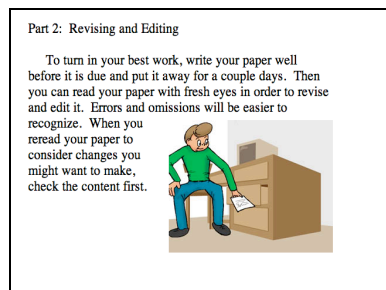 Part 2:  Revising and Editing
To turn in your best work, write your paper well
before it is due and put it away for a couple days.  Then
you can read your paper with fresh eyes in order to revise
and edit it.  Errors and omissions will be easier to
recognize.  When you
reread your paper to
consider changes you
might want to make,
check the content first.